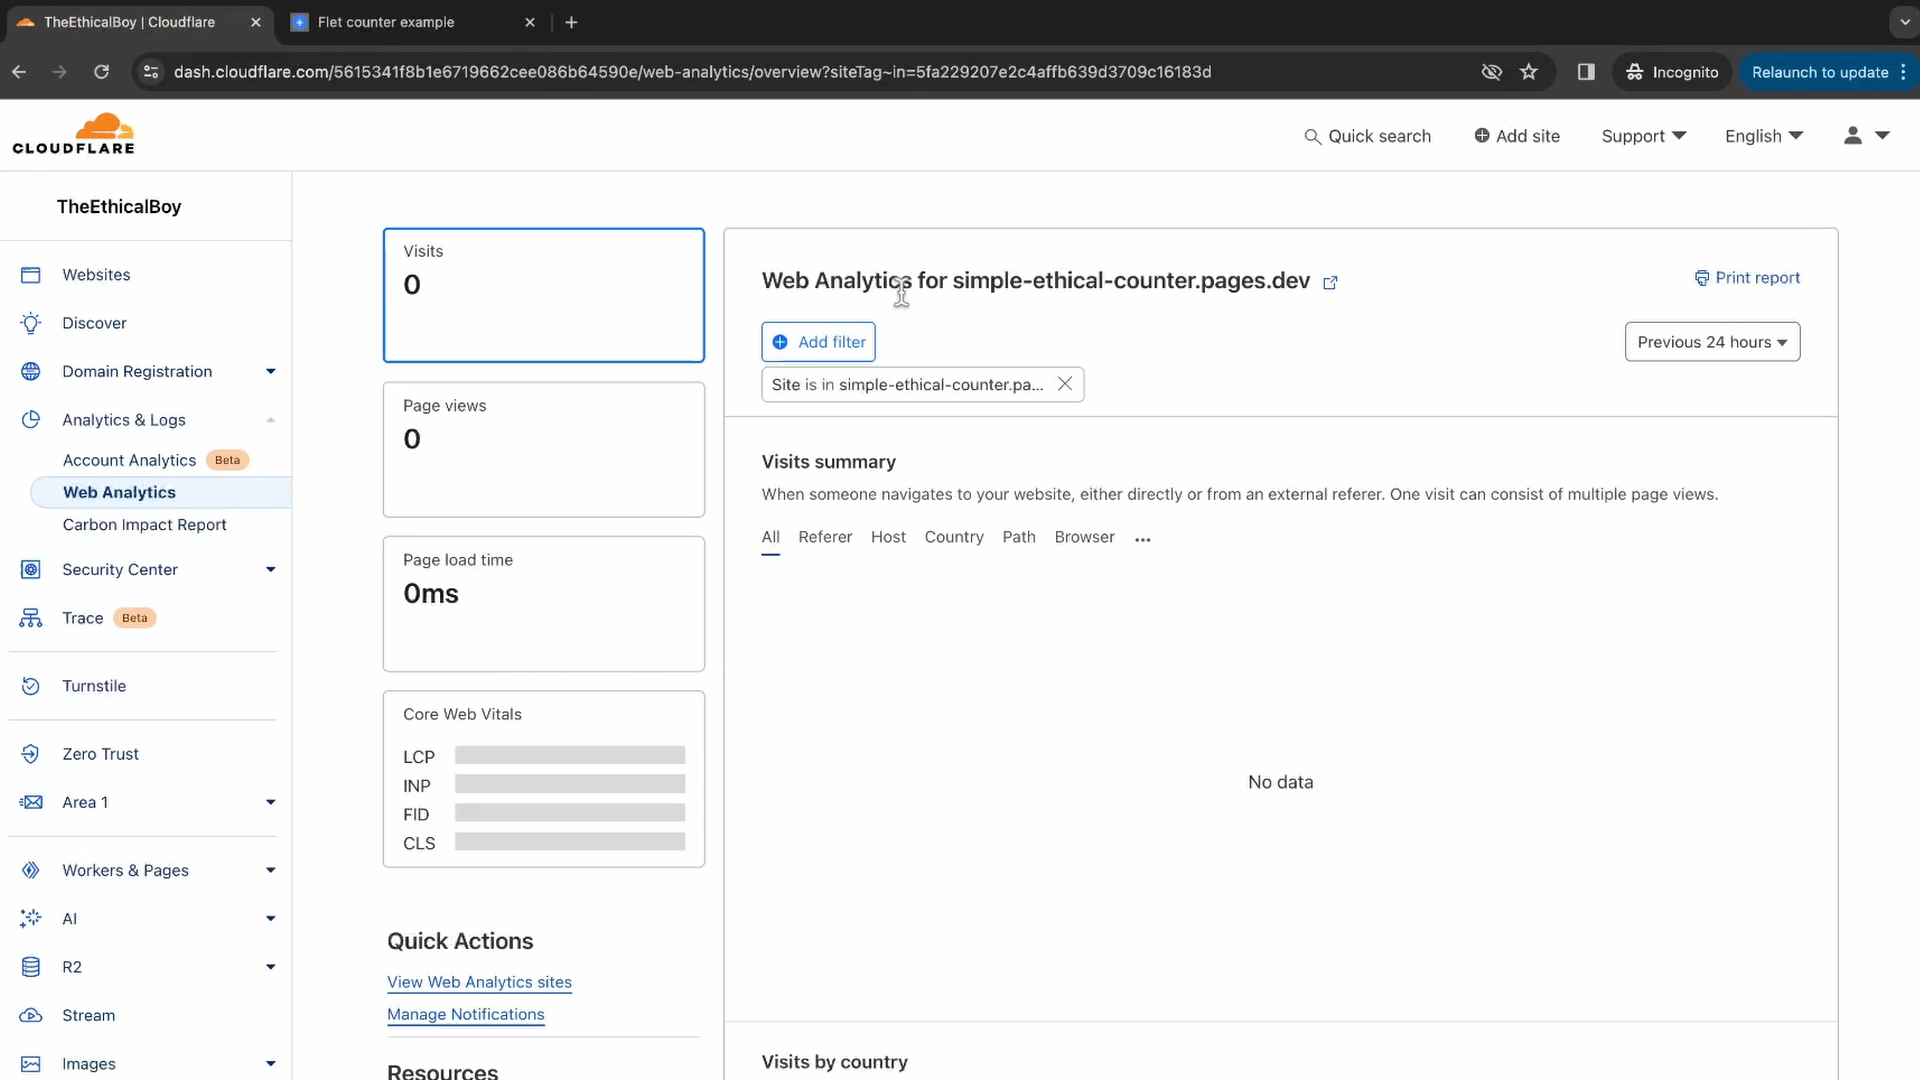 TheEthicalBoy | Cloudflare
Flet counter example
dash.cloudflare.com/5615341f8b1e6719662cee086b64590e/web-analytics/overview?siteTag~in=5fa229207e2c4affb639d3709c16183d
Incognito
Relaunch to update
CLOUDFLARE
Quick search
Add site
Support
English
TheEthicalBoy
Websites
Discover
Domain Registration
Analytics & Logs
Account Analytics Beta
Web Analytics
Carbon Impact Report
Security Center
Trace Beta
Turnstile
Zero Trust
Area 1
Workers & Pages
AI
R2
Stream
Images
Visits
0
Page views
0
Page load time
0ms
Core Web Vitals
LCP
INP
FID
CLS
Quick Actions
View Web Analytics sites
Manage Notifications
Resources
Web Analytics for simple-ethical-counter.pages.dev
Print report
Add filter
Previous 24 hours
Site is in simple-ethical-counter.pa...
Visits summary
When someone navigates to your website, either directly or from an external referer. One visit can consist of multiple page views.
All Referer Host Country Path Browser ...
No data
Visits by country